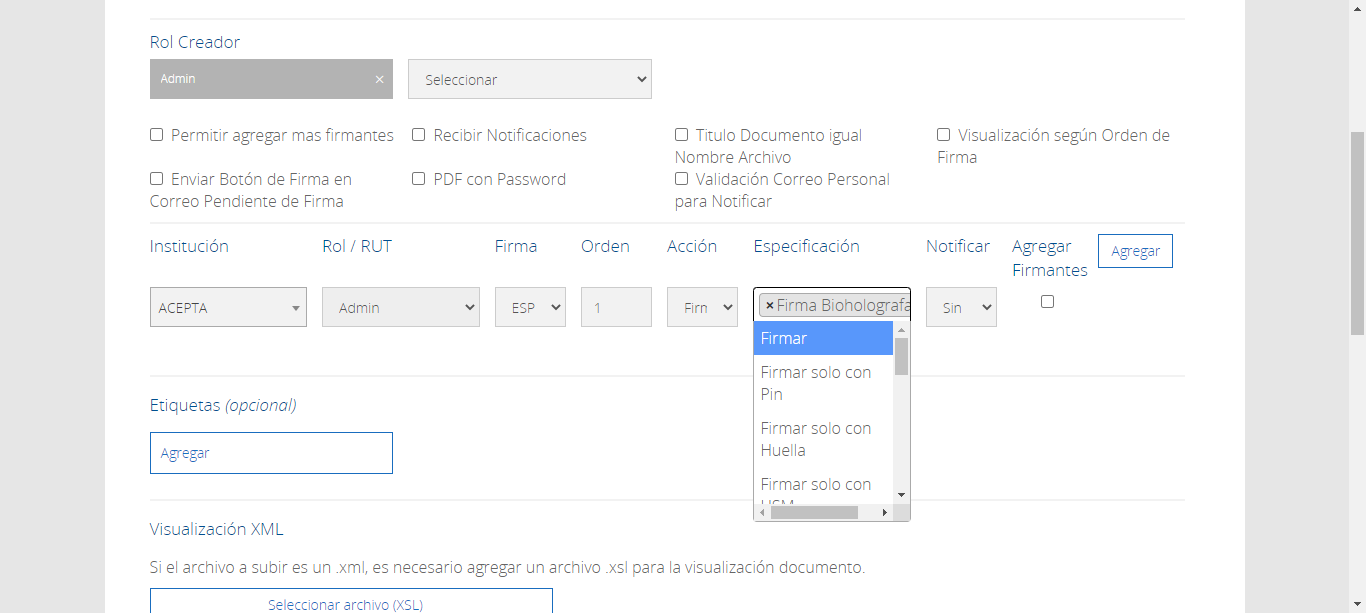 Rol Creador
Admin ×
Seleccionar
Permitir agregar mas firmantes
Recibir Notificaciones
Titulo Documento igual
Nombre Archivo
Visualización según Orden de
Firma
Enviar Botón de Firma en
Correo Pendiente de Firma
PDF con Password
Validación Correo Personal
para Notificar
Institución
Rol / RUT
Firma
Orden
Acción
Especificación
Notificar
Agregar
Firmantes
Agregar
ACEPTA
Admin
ESP
1
Firn
× Firma Bioholografa
Sin
Firmar
Firmar solo con
Pin
Firmar solo con
Huella
Firmar solo con
HSM
Etiquetas (opcional)
Agregar
Visualización XML
Si el archivo a subir es un .xml, es necesario agregar un archivo .xsl para la visualización documento.
Seleccionar archivo (XSL)